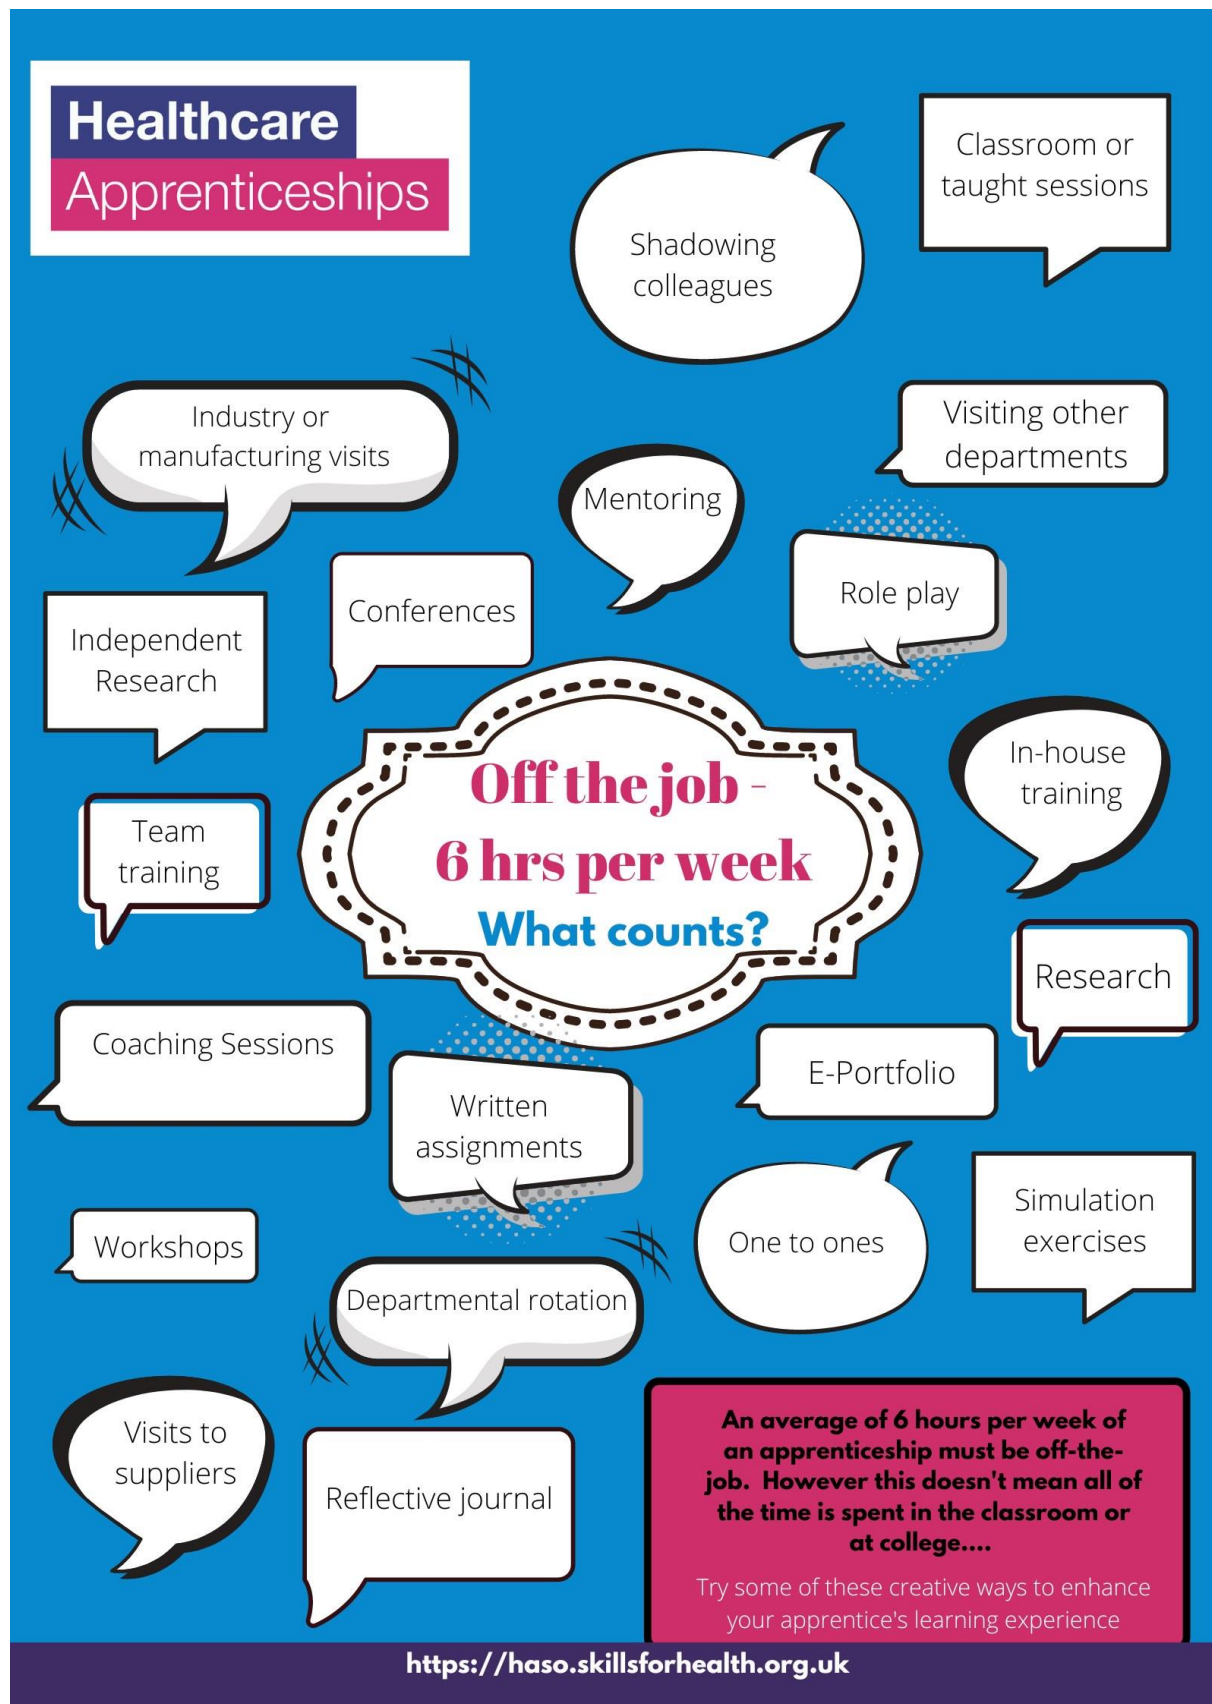 Healthcare
Apprenticeships
Classroom or
taught sessions
Shadowing
colleagues
Industry or
manufacturing visits
Visiting other
departments
Mentoring
Role play
Conferences
Independent
Research
In-house
training
Off the job -
6 hrs per week
What counts?
Team
training
Research
Coaching Sessions
E-Portfolio
Written
assignments
Simulation
exercises
One to ones
Workshops
Departmental rotation
Visits to
suppliers
Reflective journal
An average of 6 hours per week of
an apprenticeship must be off-the-
job. However this doesn't mean all of
the time is spent in the classroom or
at college....
Try some of these creative ways to enhance
your apprentice's learning experience
https://haso.skillsforhealth.org.uk